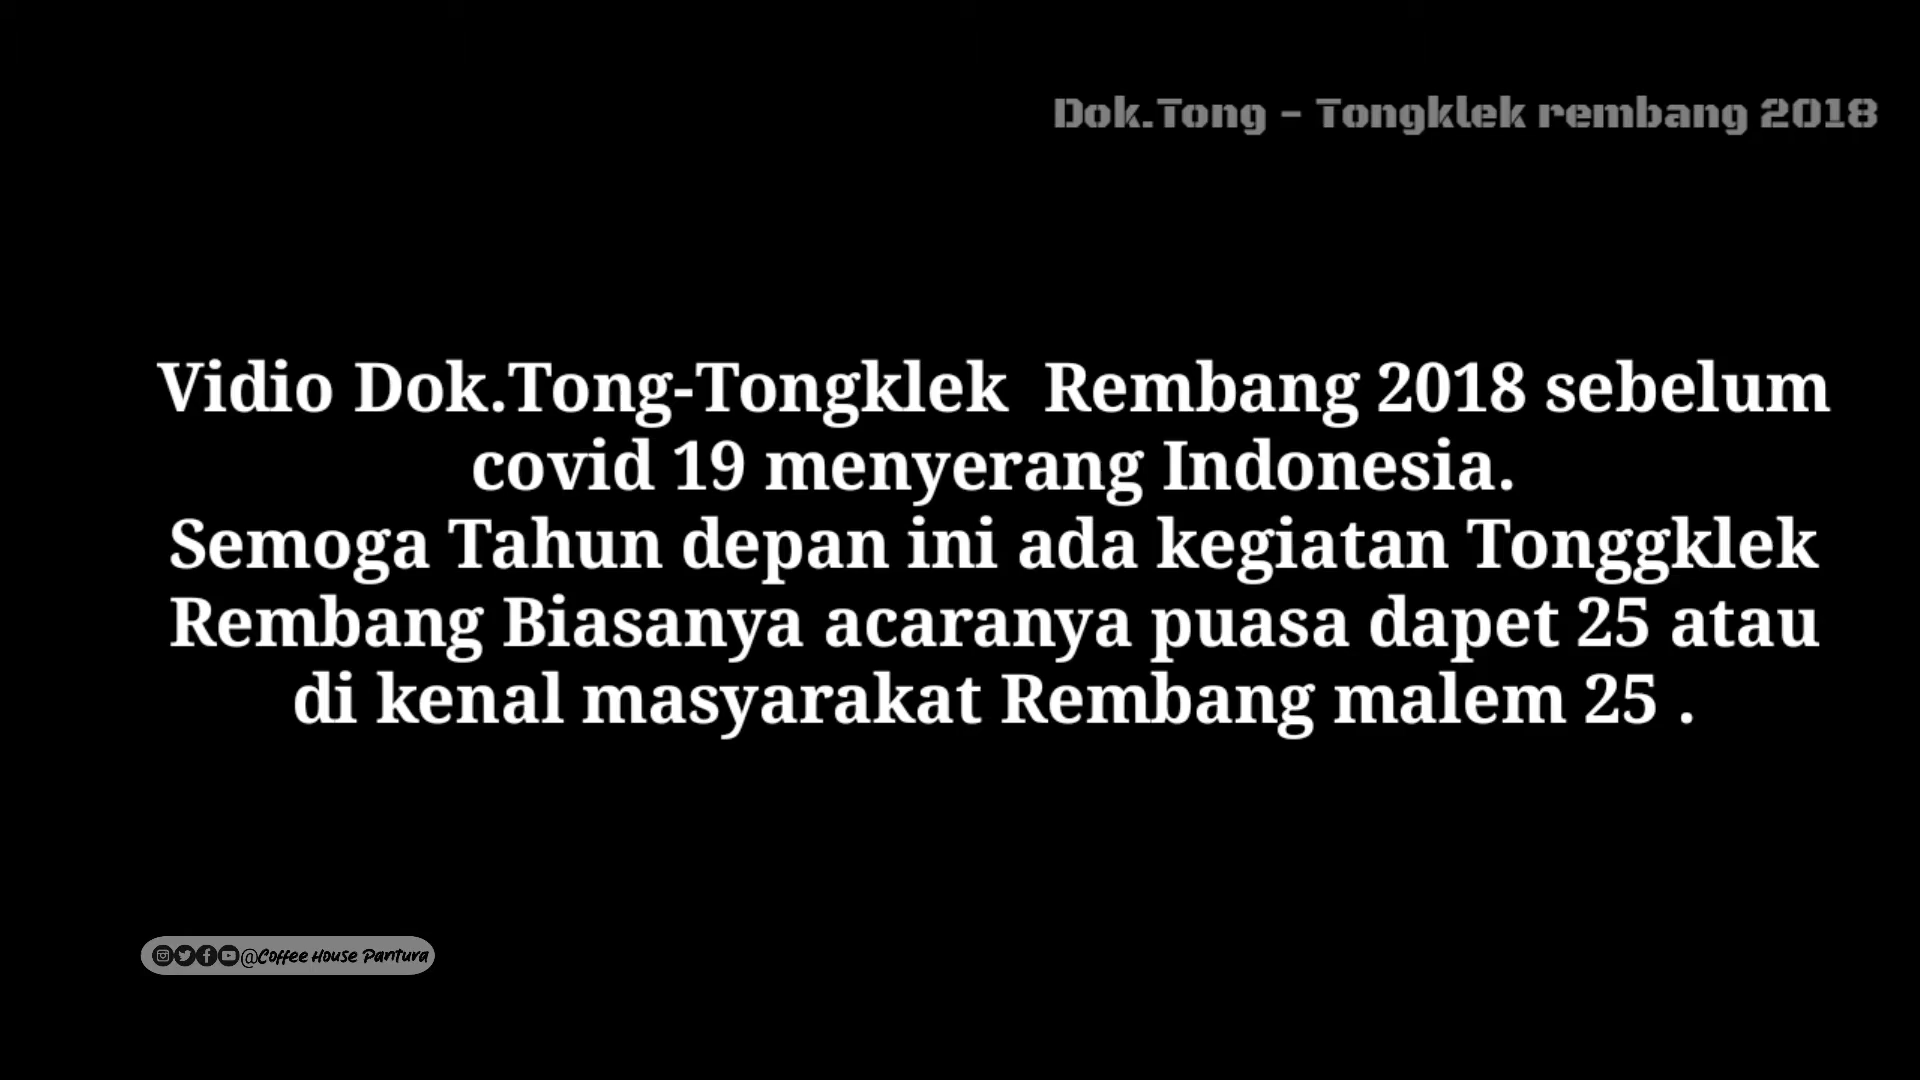 Dok.Tong - Tongklek rembang 2018
Vidio Dok.Tong-Tongklek Rembang 2018 sebelum
covid 19 menyerang Indonesia.
Semoga Tahun depan ini ada kegiatan Tonggklek
Rembang Biasanya acaranya puasa dapet 25 atau
di kenal masyarakat Rembang malem 25 .
@Coffee House Pantura